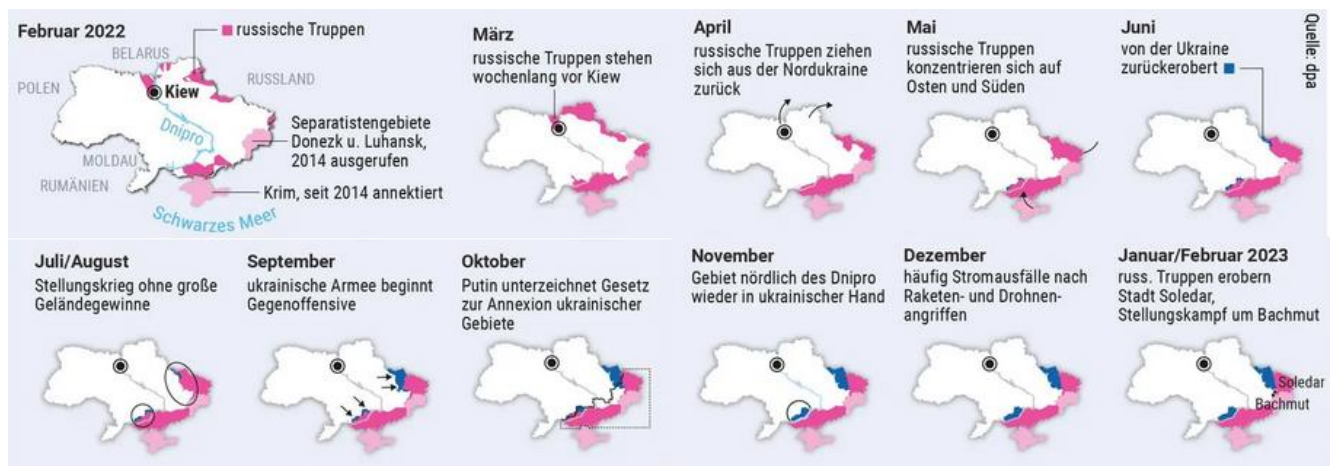 Februar 2022
russische Truppen
BELARUS
POLEN
RUSSLAND
Kiew
Dnipro
Separatistengebiete
Donezk u. Luhansk,
2014 ausgerufen
MOLDAU
RUMÄNIEN
Krim, seit 2014 annektiert
Schwarzes Meer
März
russische Truppen stehen
wochenlang vor Kiew
April
russische Truppen ziehen
sich aus der Nordukraine
zurück
Mai
russische Truppen
konzentrieren sich auf
Osten und Süden
Juni
von der Ukraine
zurückerobert
Quelle: dpa
Juli/August
Stellungskrieg ohne große
Geländegewinne
September
ukrainische Armee beginnt
Gegenoffensive
Oktober
Putin unterzeichnet Gesetz
zur Annexion ukrainischer
Gebiete
November
Gebiet nördlich des Dnipro
wieder in ukrainischer Hand
Dezember
häufig Stromausfälle nach
Raketen- und Drohnen-
angriffen
Januar/Februar 2023
russ. Truppen erobern
Stadt Soledar,
Stellungskampf um Bachmut
Soledar
Bachmut